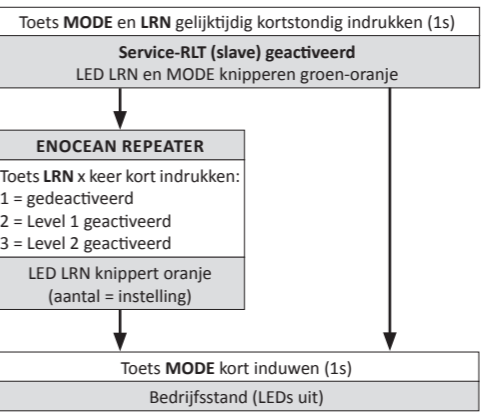 Toets MODE en LRN gelijktijdig kortstondig indrukken (1s)
Service-RLT (slave) geactiveerd
LED LRN en MODE knipperen groen-oranje
ENOCEAN REPEATER
Toets LRN x keer kort indrukken:
1 = gedeactiveerd
2 = Level 1 geactiveerd
3 = Level 2 geactiveerd
LED LRN knippert oranje
(aantal = instelling)
Toets MODE kort induwen (1s)
Bedrijfsstand (LEDs uit)